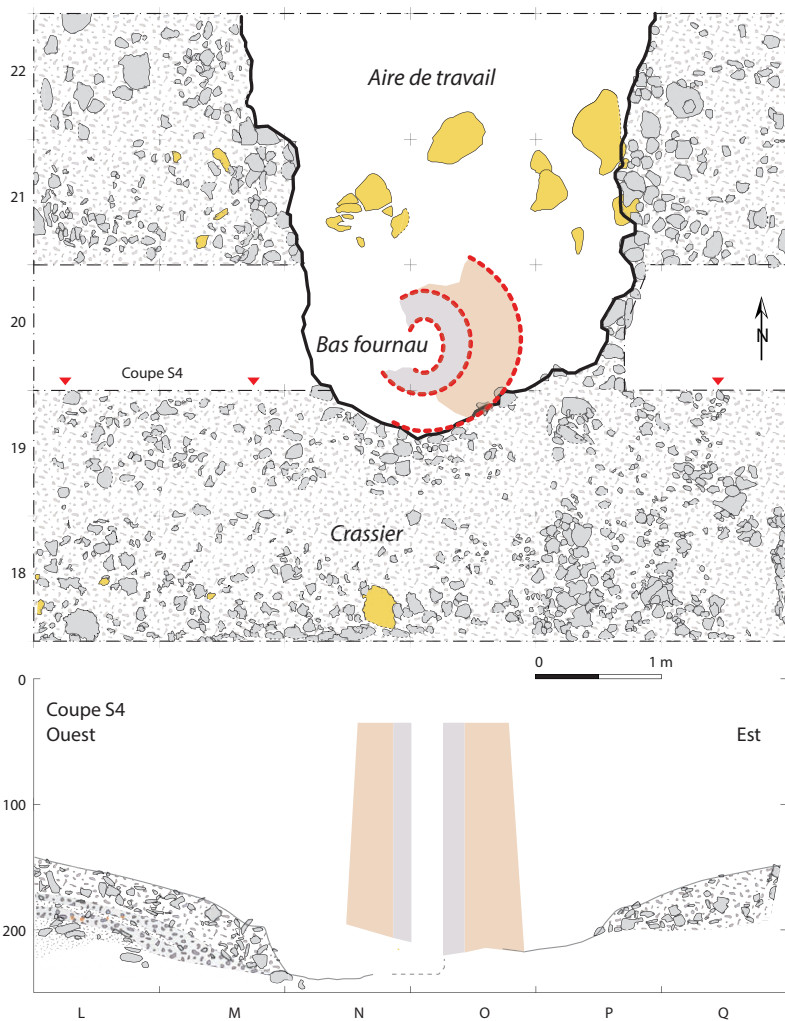 22
Aire de travail
21
20
Bas fournau
N
Coupe S4
19
Crassier
18
0 1 m
0
Coupe S4
Ouest
Est
100
200
L M N O P Q